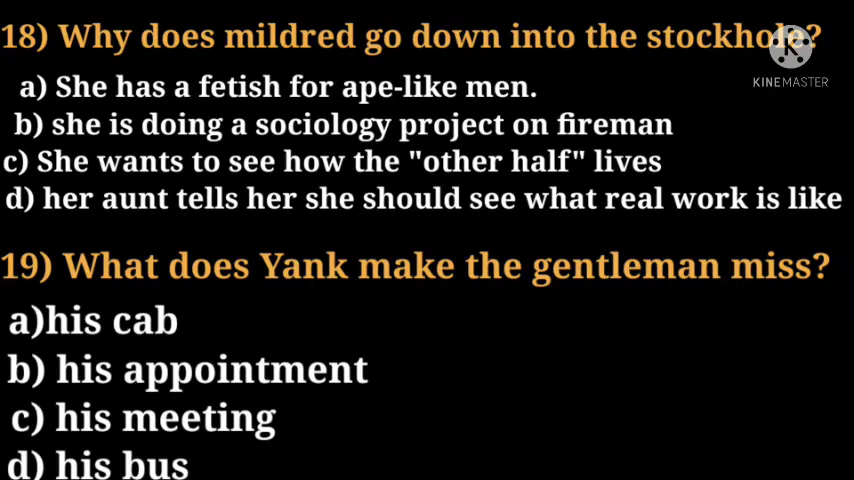 18) Why does mildred go down into the stockhole?
KINEMASTER
a) She has a fetish for ape-like men.
b) she is doing a sociology project on fireman
c) She wants to see how the "other half" lives
d) her aunt tells her she should see what real work is like
19) What does Yank make the gentleman miss?
a)his cab
b) his appointment
c) his meeting
d) his bus